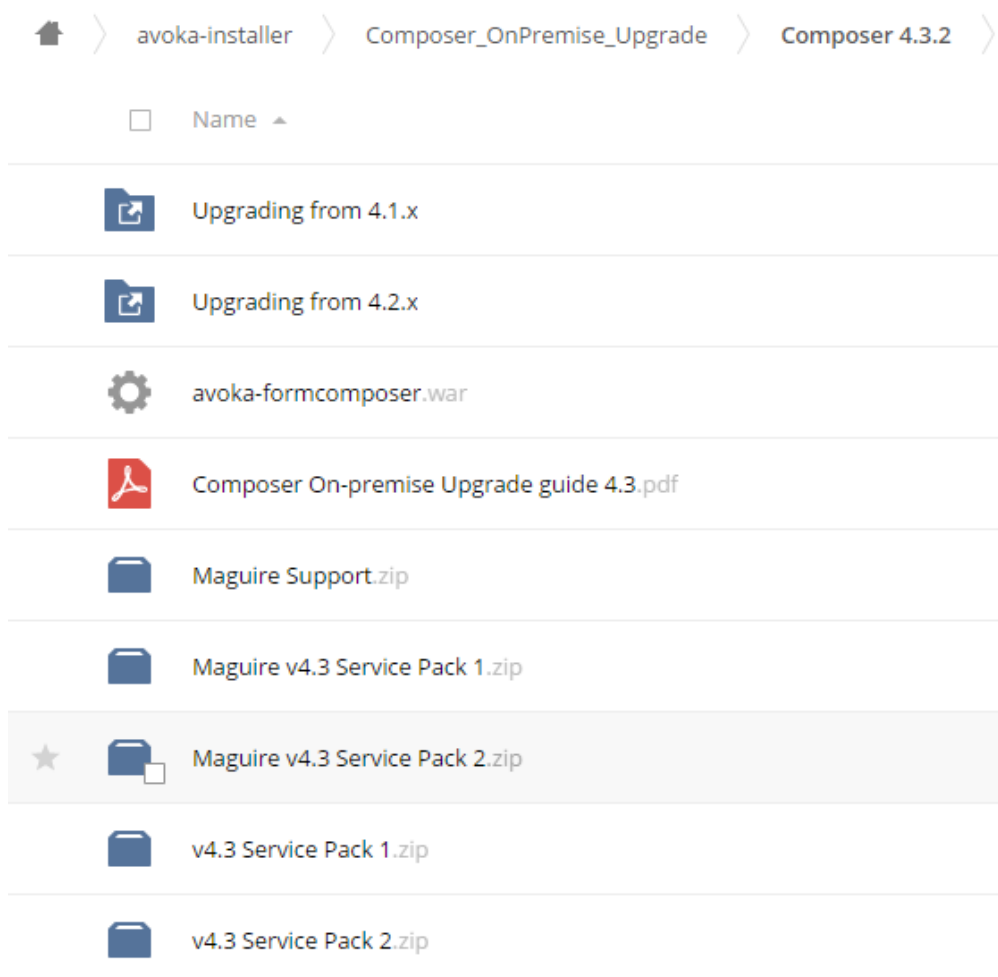 avoka-installer Composer_OnPremise_Upgrade Composer 4.3.2
Name
Upgrading from 4.1.x
Upgrading from 4.2.x
avoka-formcomposer.war
Composer On-premise Upgrade guide 4.3.pdf
Maguire Support.zip
Maguire v4.3 Service Pack 1.zip
Maguire v4.3 Service Pack 2.zip
v4.3 Service Pack 1.zip
v4.3 Service Pack 2.zip